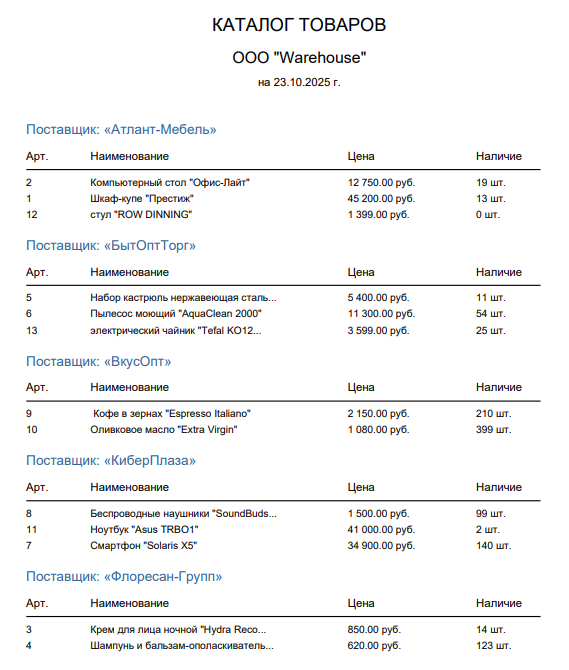 КАТАЛОГ ТОВАРОВ
ООО "Warehouse"
на 23.10.2025 г.
Поставщик: «Атлант-Мебель»
Арт. Наименование Цена Наличие
2 Компьютерный стол "Офис-Лайт" 12 750.00 руб. 19 шт.
1 Шкаф-купе "Престиж" 45 200.00 руб. 13 шт.
12 стул "ROW DINNING" 1 399.00 руб. 0 шт.
Поставщик: «БытОптТорг»
Арт. Наименование Цена Наличие
5 Набор кастрюль нержавеющая сталь... 5 400.00 руб. 11 шт.
6 Пылесос моющий "AquaClean 2000" 11 300.00 руб. 54 шт.
13 электрический чайник "Tefal KO12... 3 599.00 руб. 25 шт.
Поставщик: «ВкусОпт»
Арт. Наименование Цена Наличие
9 Кофе в зернах "Espresso Italiano" 2 150.00 руб. 210 шт.
10 Оливковое масло "Extra Virgin" 1 080.00 руб. 399 шт.
Поставщик: «КиберПлаза»
Арт. Наименование Цена Наличие
8 Беспроводные наушники "SoundBuds... 1 500.00 руб. 99 шт.
11 Ноутбук "Asus TRBO1" 41 000.00 руб. 2 шт.
7 Смартфон "Solaris X5" 34 900.00 руб. 140 шт.
Поставщик: «Флоресан-Групп»
Арт. Наименование Цена Наличие
3 Крем для лица ночной "Hydra Reco... 850.00 руб. 14 шт.
4 Шампунь и бальзам-ополаскиватель... 620.00 руб. 123 шт.